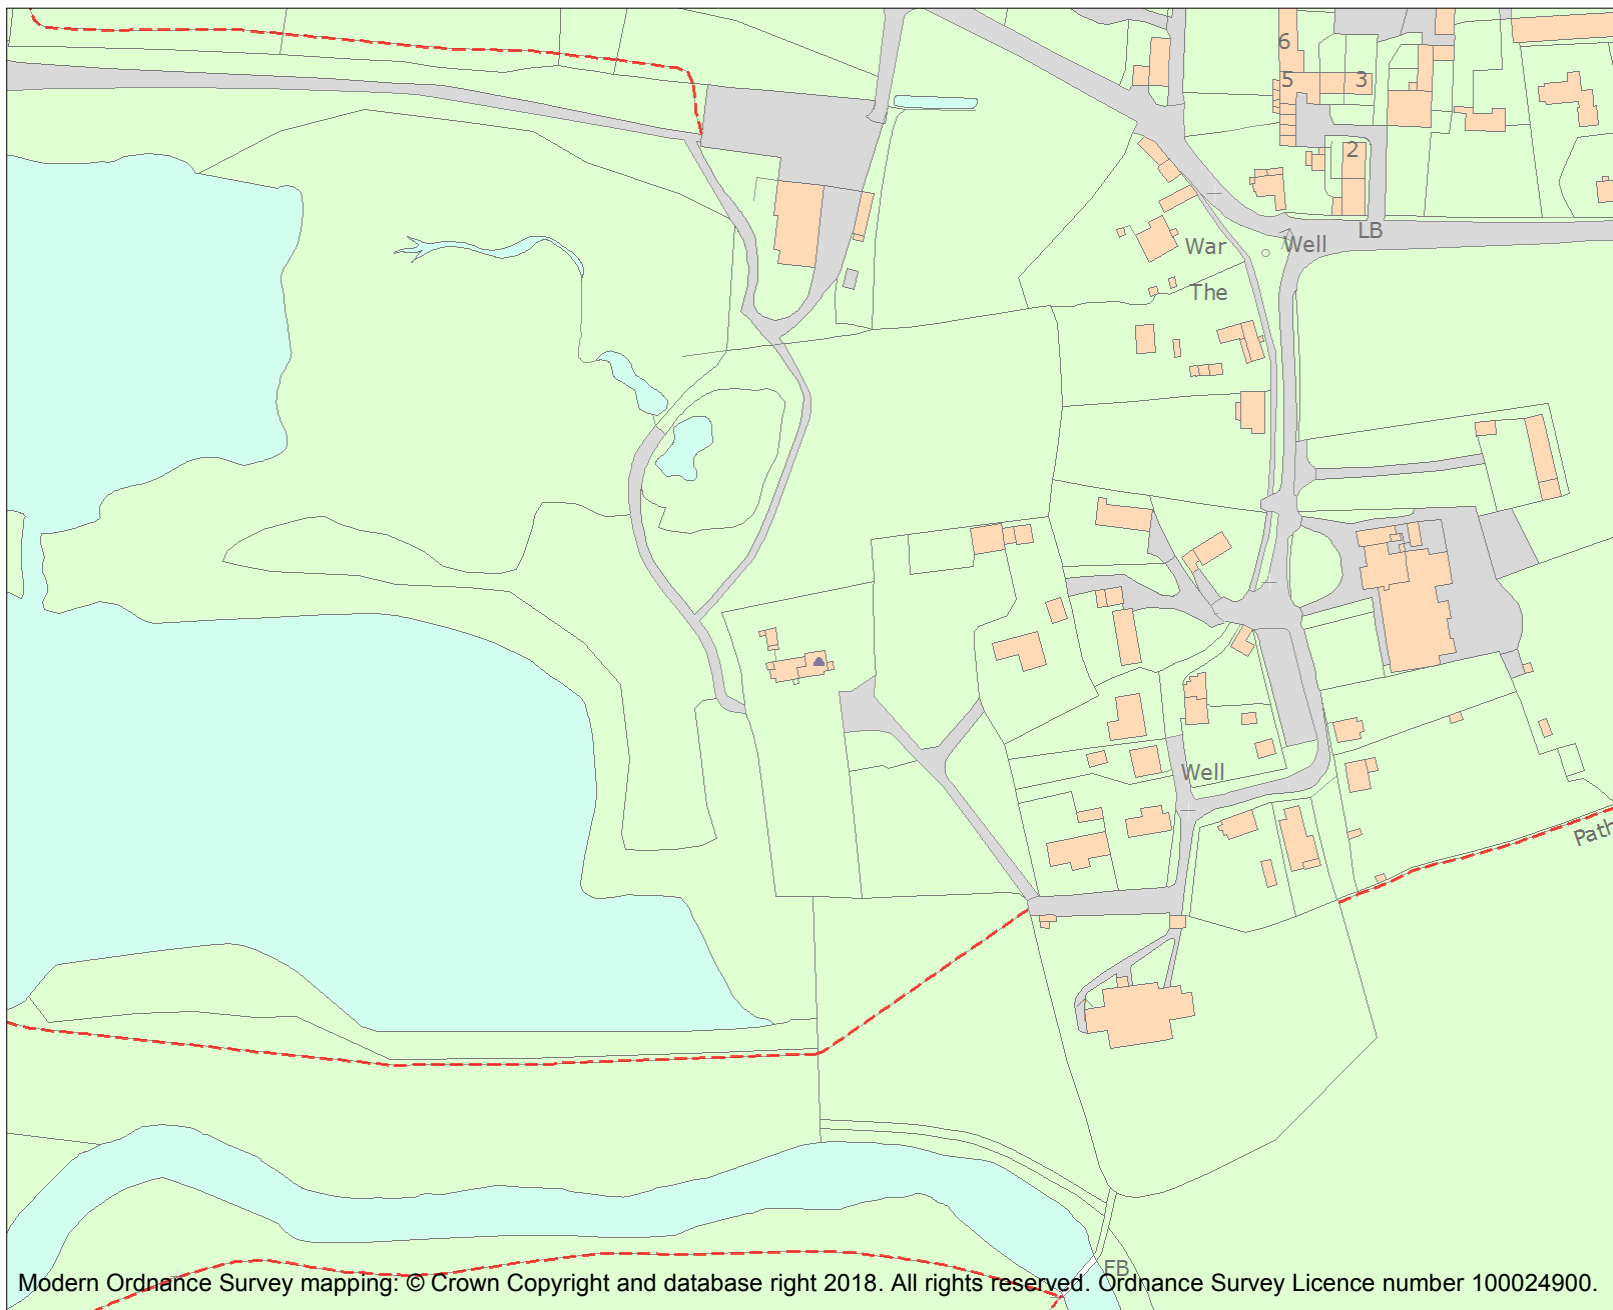 6
5 3
2
LB
War Well
The
Well
Path
FB
Modern Ordnance Survey mapping: © Crown Copyright and database right 2018. All rights reserved. Ordnance Survey Licence number 100024900.